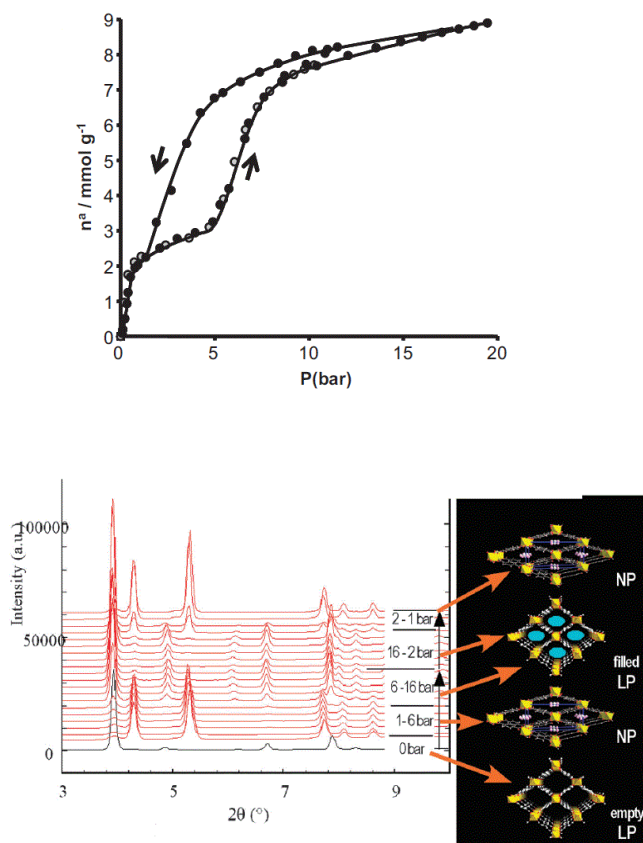 9
8
7
6
5
4
3
2
1
0
nᵃ / mmol g⁻¹
0 5 10 15 20
P(bar)
100000
50000
0
Intensity (a.u.)
2 - 1 bar
16 -2 bar
6 -16 bar
1-6 bar
0 bar
3 5 7 9
2θ (°)
NP
filled
LP
NP
empty
LP